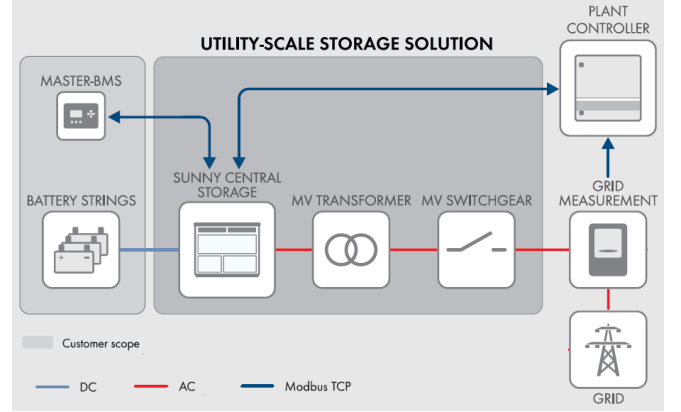 PLANT
CONTROLLER
UTILITY-SCALE STORAGE SOLUTION
MASTER-BMS
SUNNY CENTRAL
STORAGE
BATTERY STRINGS
MV TRANSFORMER
MV SWITCHGEAR
GRID
MEASUREMENT
Customer scope
DC
AC
Modbus TCP
GRID